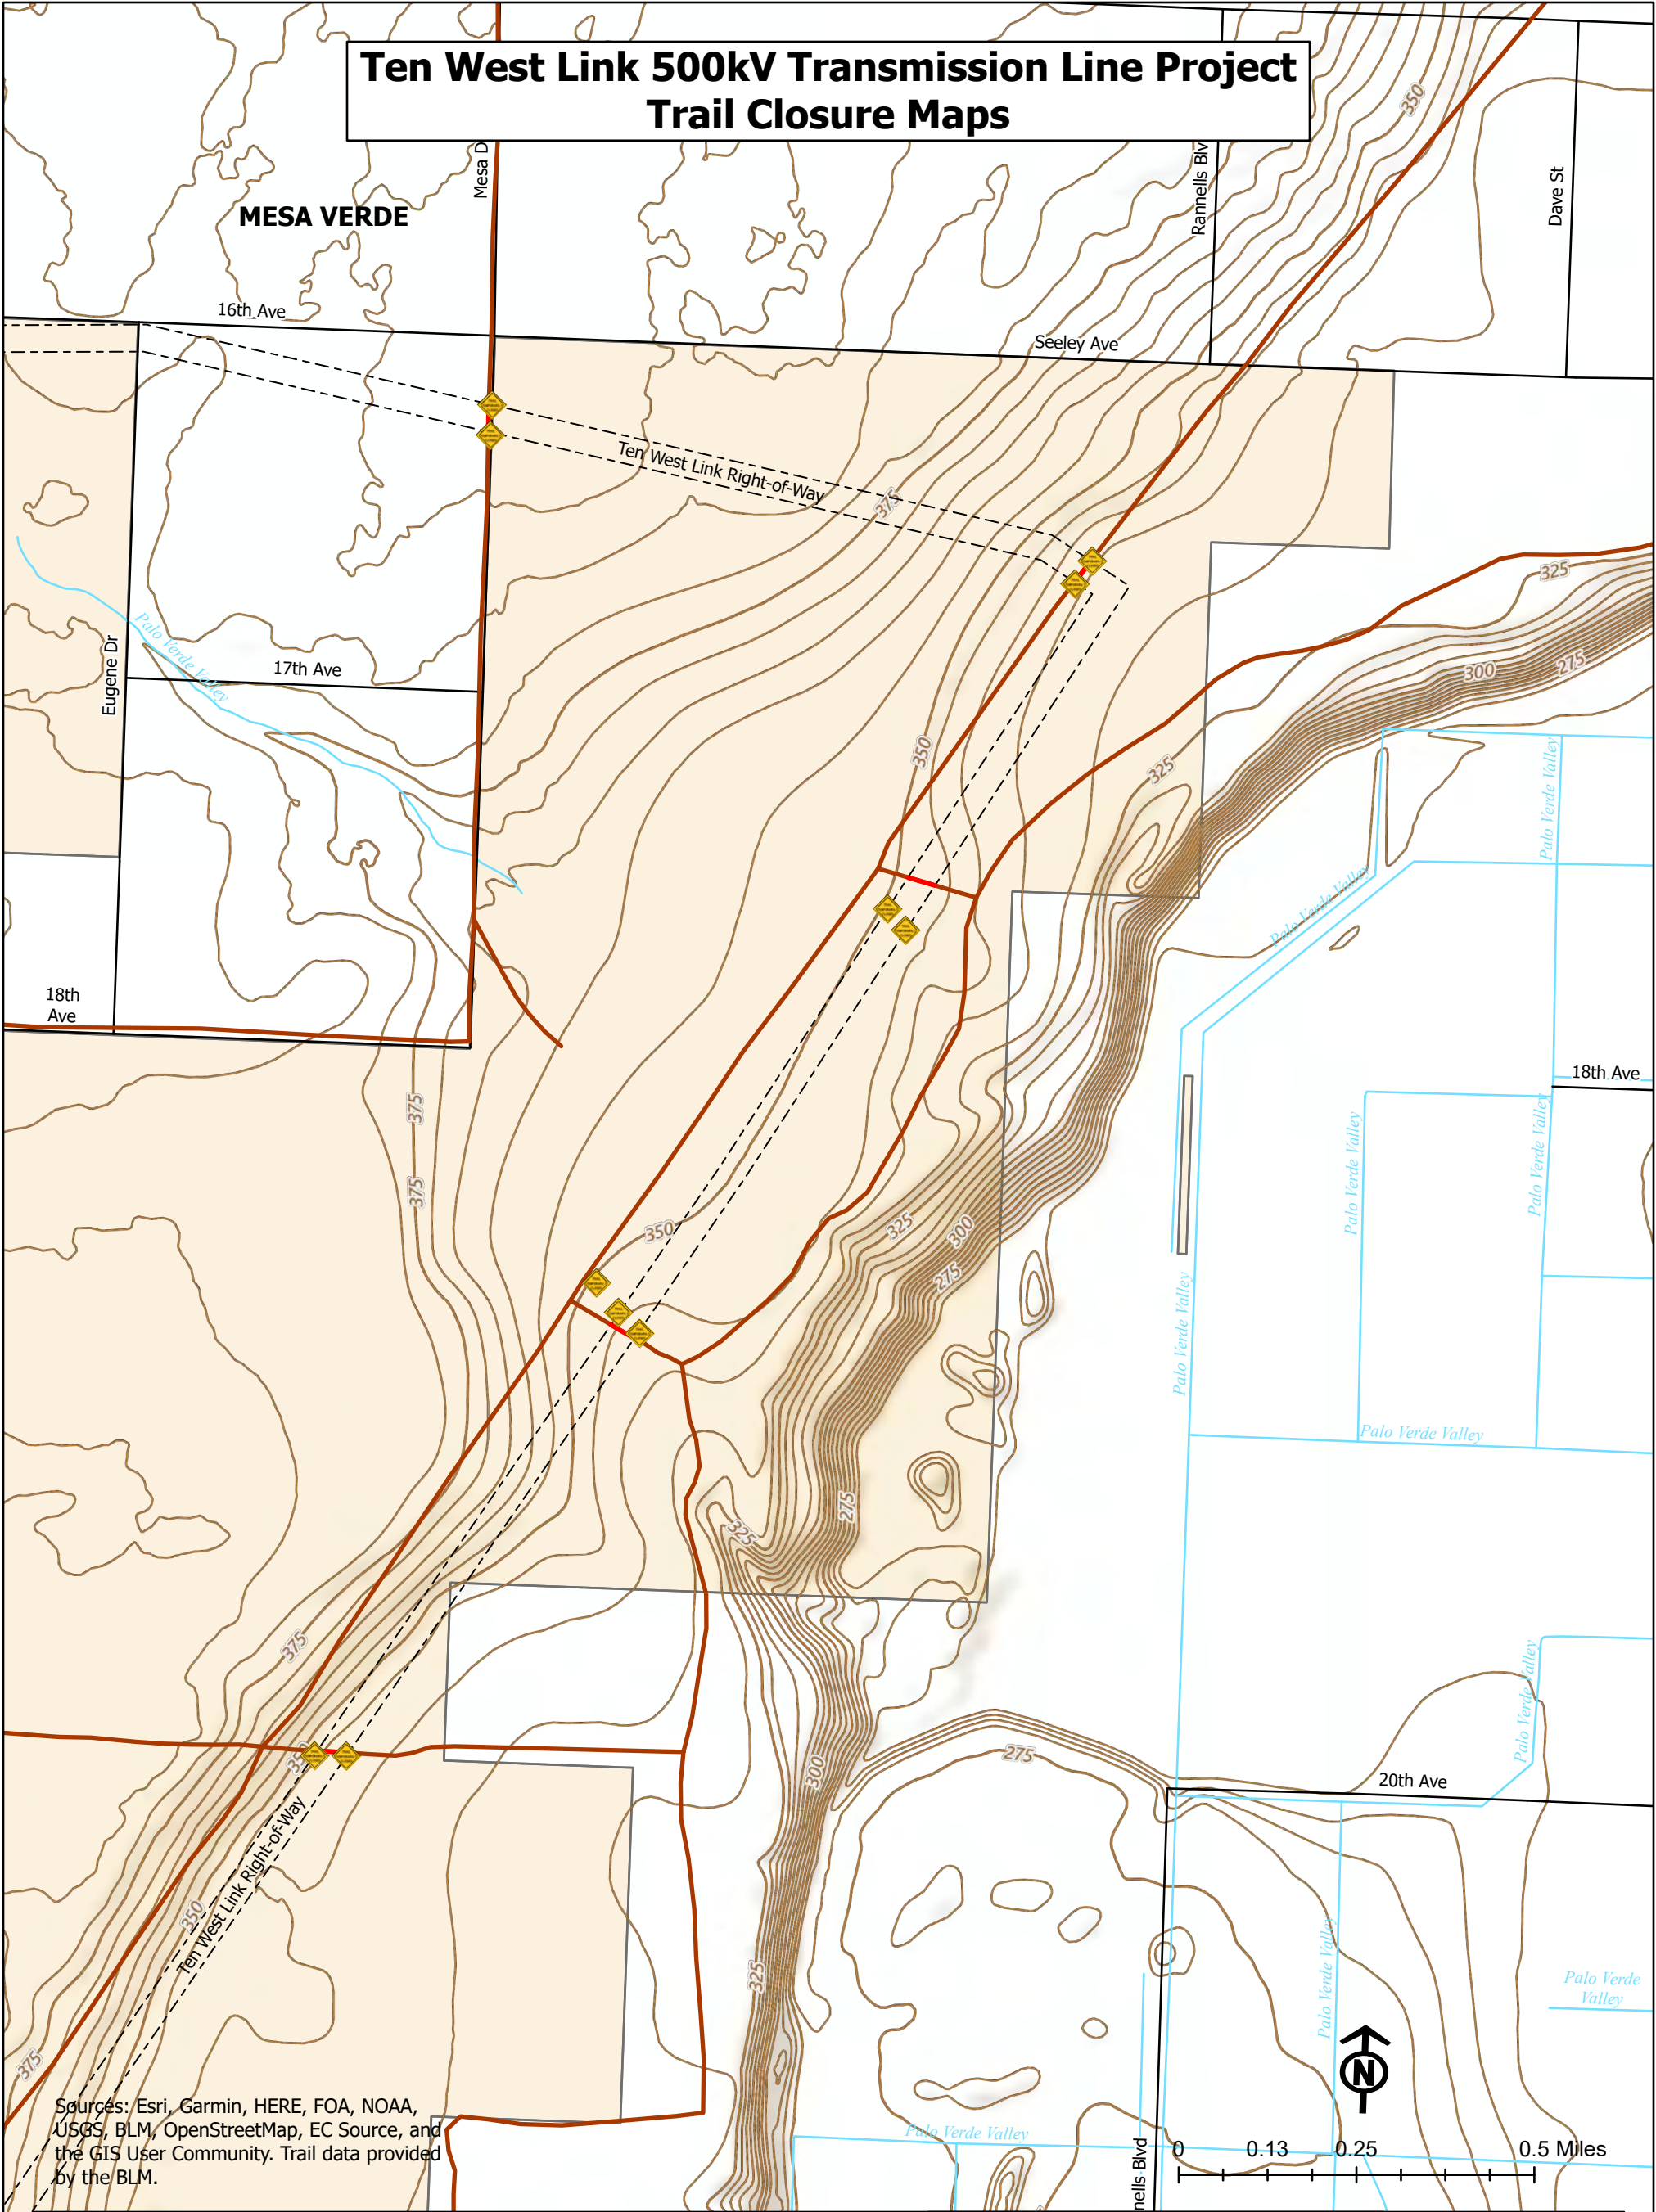 Ten West Link 500kV Transmission Line Project
Trail Closure Maps
350
Mesa D
Rannells Blv
Dave St
MESA VERDE
16th Ave
Seeley Ave
Ten West Link Right-of-Way
375
325
300
275
Palo Verde Valley
Eugene Dr
17th Ave
350
325
Palo Verde Valley
Palo Verde Valley
18th
Ave
18th Ave
375
Palo Verde Valley
Palo Verde Valley
375
350
325
300
275
Palo Verde Valley
Palo Verde Valley
275
325
375
Palo Verde Valley
350
300
275
20th Ave
Ten West Link Right-of-Way
350
325
Palo Verde Valley
Palo Verde
Valley
375
N
Sources: Esri, Garmin, HERE, FOA, NOAA,
USGS, BLM, OpenStreetMap, EC Source, and
the GIS User Community. Trail data provided
by the BLM.
Palo Verde Valley
nells Blvd
0 0.13 0.25 0.5 Miles